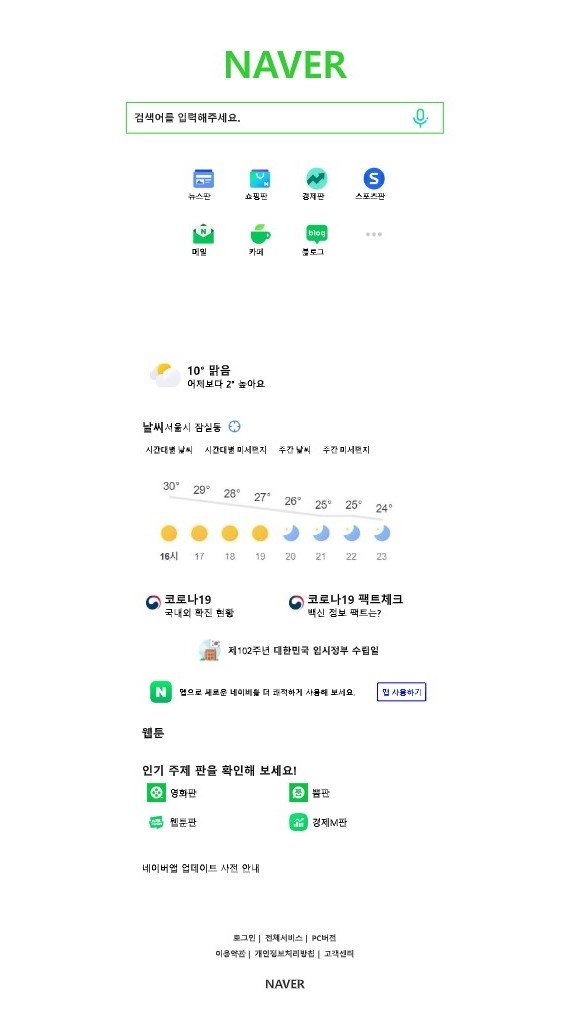 NAVER
검색어를 입력해주세요.
뉴스판 쇼핑판 경제판 스포츠판
N blog
메일 카페 블로그
10° 맑음
어제보다 2° 높아요
날씨서울시 잠실동
시간대별 날씨 시간대별 미세먼지 주간 날씨 주간 미세먼지
30° 29° 28° 27° 26° 25° 25° 24°
16시 17 18 19 20 21 22 23
코로나19 코로나19 팩트체크
국내외 확진 현황 백신 정보 팩트는?
제102주년 대한민국 임시정부 수립일
N 앱으로 새로운 네이버를 더 쾌적하게 사용해 보세요. 앱 사용하기
웹툰
인기 주제 판을 확인해 보세요!
영화판 뿜판
웹툰판 경제M판
네이버앱 업데이트 사전 안내
로그인 | 전체서비스 | PC버전
이용약관 | 개인정보처리방침 | 고객센터
NAVER